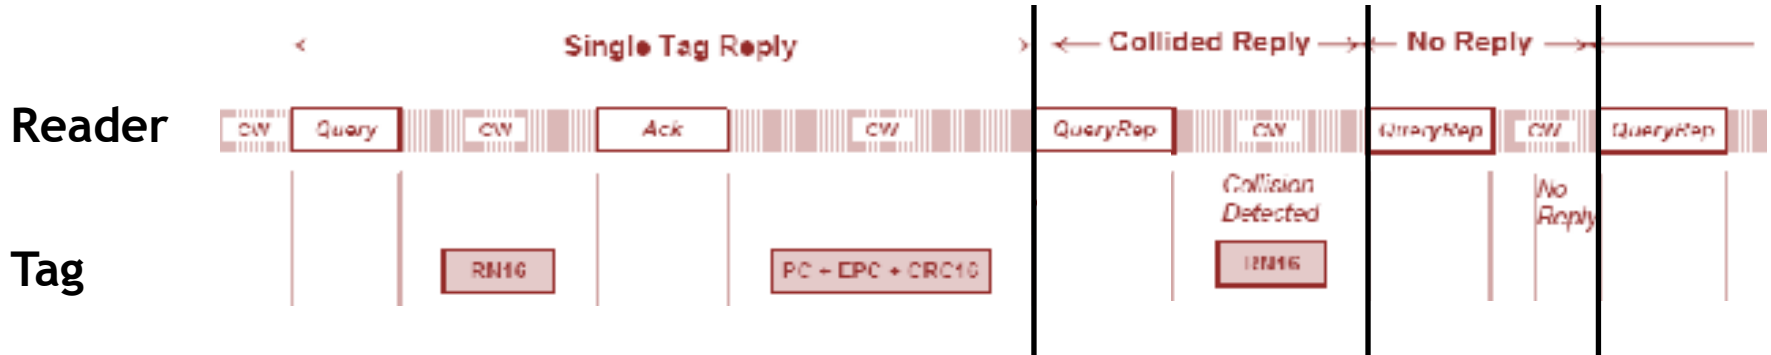 Single Tag Reply
Collided Reply
No Reply
Reader
CW
Query
CW
Ack
CW
QueryRep
CW
QueryRep
CW
QueryRep
Collision
Detected
No
Reply
Tag
RN16
PC + EPC + CRC16
RN16